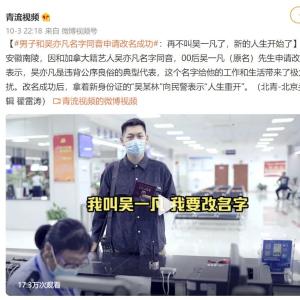 青流视频
10-3 22:18 来自 微博视频号
#男子和吴亦凡名字同音申请改名成功#：再不叫吴一凡了，新的人生开始了
安徽南陵，因和加拿大籍艺人吴亦凡名字同音，00后吴一凡（原名）先生申请改
表示，吴亦凡是违背公序良俗的典型代表，这个名字给他的工作和生活带来了极
扰。改名成功后，拿着新身份证的“吴某林”向民警表示“人生重开”。（北青-北京
辑 翟雷涛）青流视频的微博视频
我叫吴一凡 我要改名字
17.3万次观看